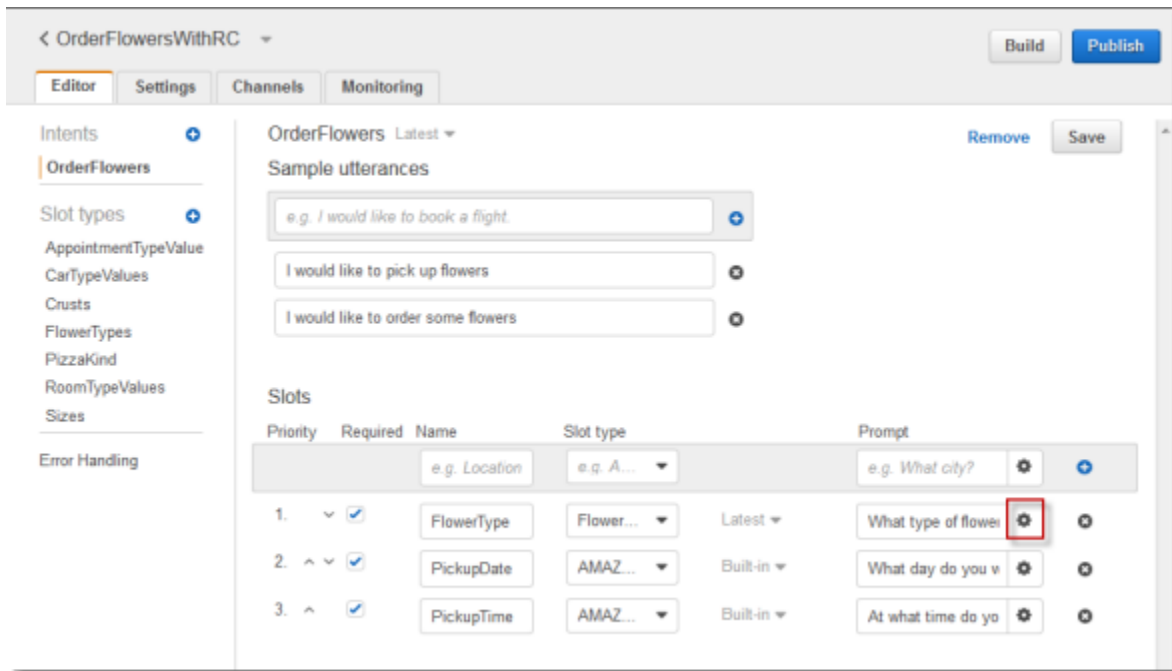 OrderFlowersWithRC
Build
Publish
Editor
Settings
Channels
Monitoring
Intents
OrderFlowers
Slot types
AppointmentTypeValue
CarTypeValues
Crusts
FlowerTypes
PizzaKind
RoomTypeValues
Sizes
Error Handling
OrderFlowers Latest
Remove
Save
Sample utterances
e.g. I would like to book a flight.
I would like to pick up flowers
I would like to order some flowers
Slots
Priority Required Name Slot type Prompt
e.g. Location e.g. A... e.g. What city?
1. FlowerType Flower... Latest What type of flower
2. PickupDate AMAZ... Built-in What day do you w
3. PickupTime AMAZ... Built-in At what time do yo